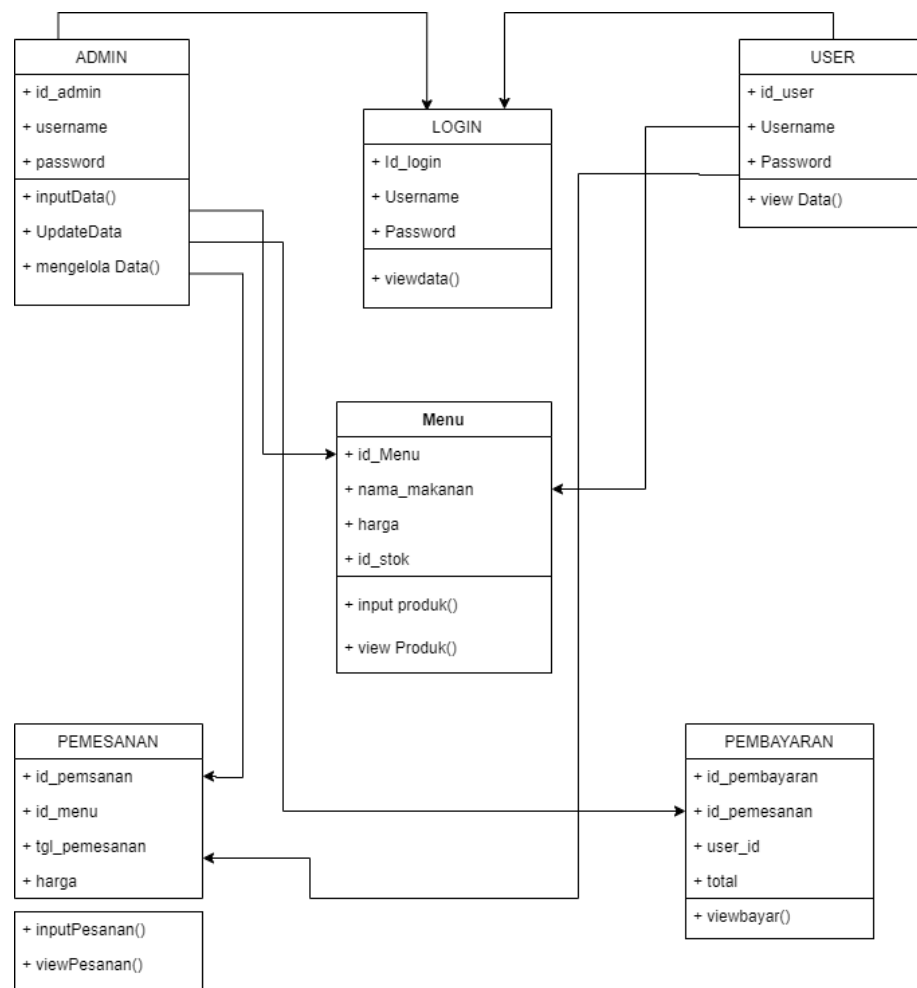 ADMIN
+ id_admin
+ username
+ password
+ inputData()
+ UpdateData
+ mengelola Data()
LOGIN
+ Id_login
+ Username
+ Password
+ viewdata()
USER
+ id_user
+ Username
+ Password
+ view Data()
Menu
+ id_Menu
+ nama_makanan
+ harga
+ id_stok
+ input produk()
+ view Produk()
PEMESANAN
+ id_pemsanan
+ id_menu
+ tgl_pemesanan
+ harga
+ inputPesanan()
+ viewPesanan()
PEMBAYARAN
+ id_pembayaran
+ id_pemesanan
+ user_id
+ total
+ viewbayar()